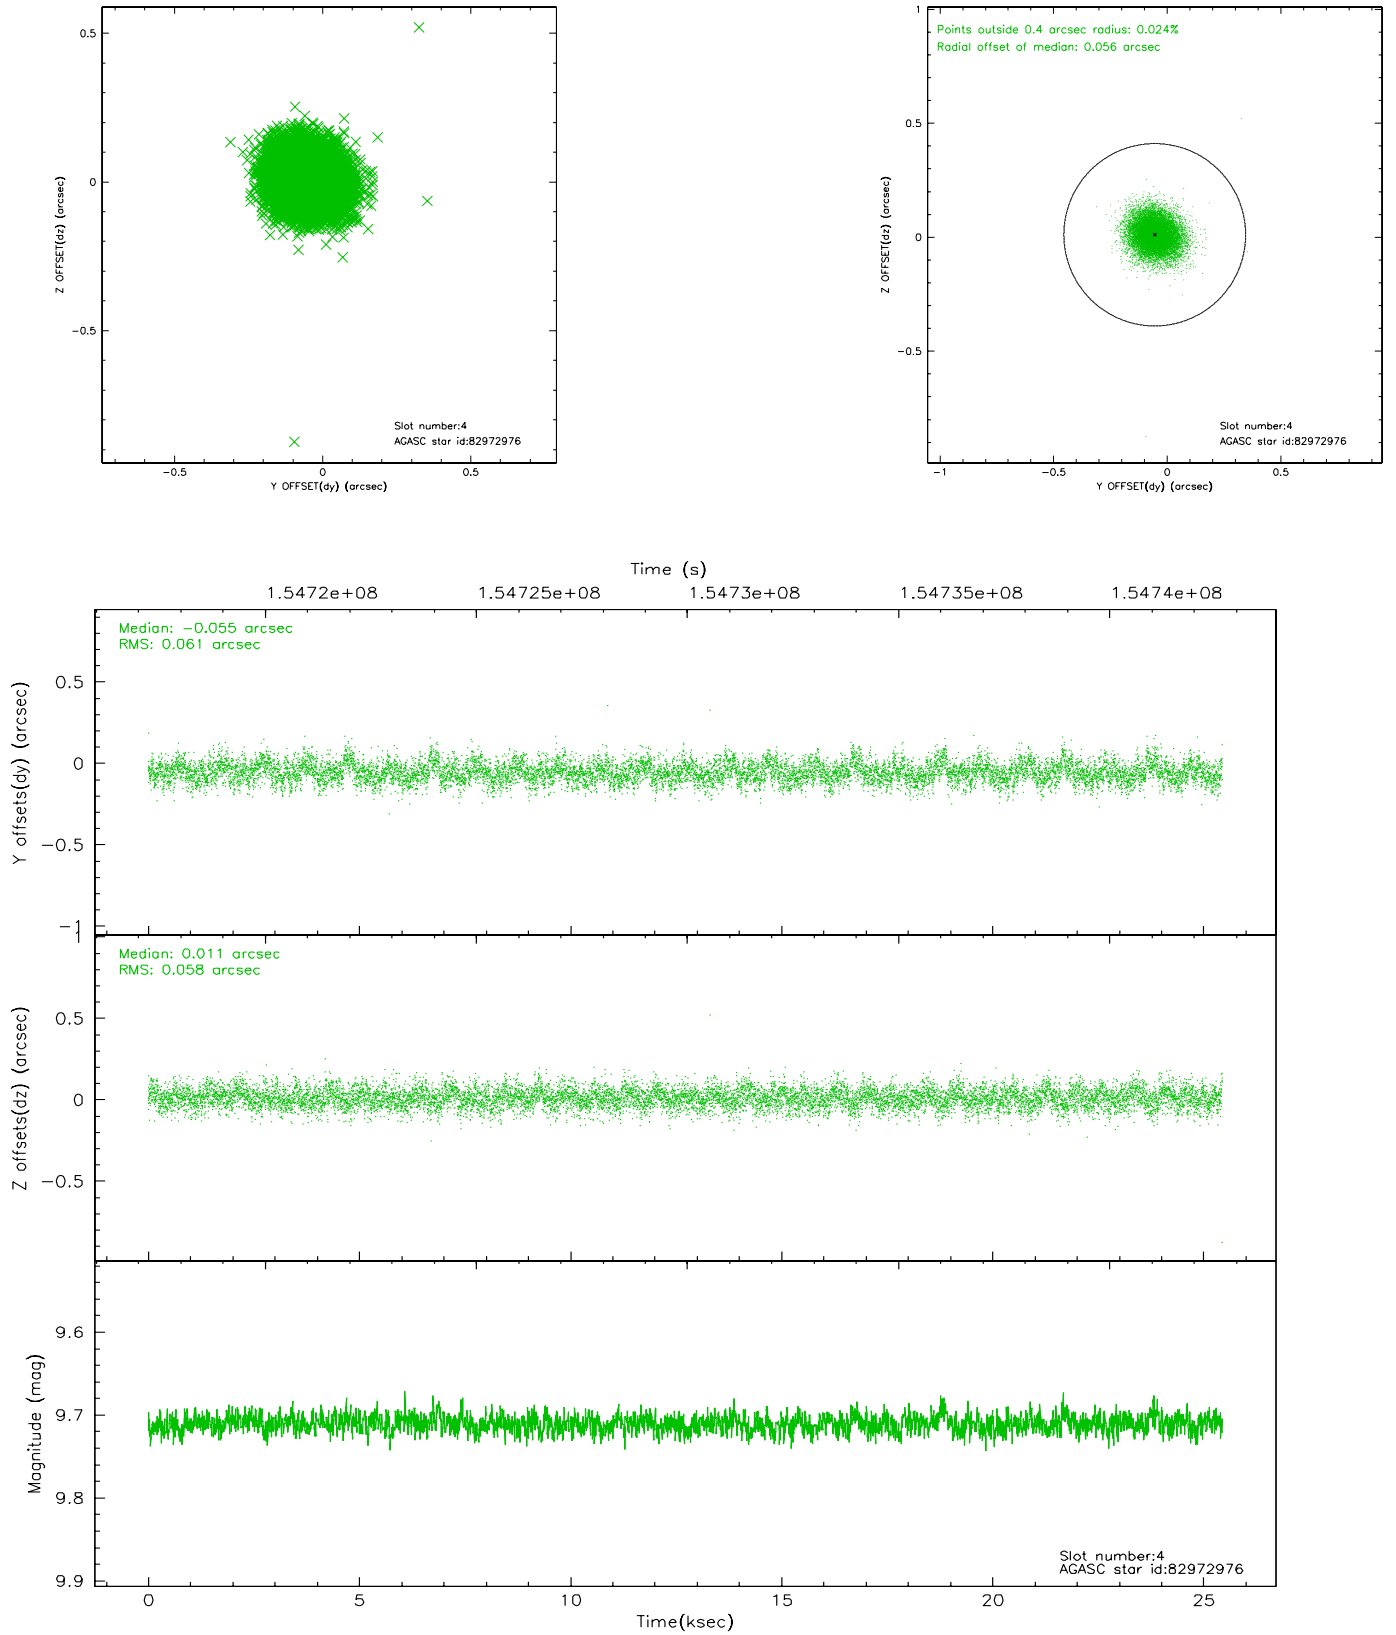 0.5
0
-0.5
Z OFFSET(dz) (arcsec)
Slot number:4
AGASC star id:82972976
-0.5
0
0.5
Y OFFSET(dy) (arcsec)
Points outside 0.4 arcsec radius: 0.024%
Radial offset of median: 0.056 arcsec
1
0.5
0
-0.5
Z OFFSET(dz) (arcsec)
Slot number:4
AGASC star id:82972976
-1
-0.5
0
0.5
Y OFFSET(dy) (arcsec)
Time (s)
1.5472e+08
1.54725e+08
1.5473e+08
1.54735e+08
1.5474e+08
Median: -0.055 arcsec
RMS: 0.061 arcsec
0.5
0
-0.5
-1
Y offsets(dy) (arcsec)
Median: 0.011 arcsec
RMS: 0.058 arcsec
1
0.5
0
-0.5
Z offsets(dz) (arcsec)
9.6
9.7
9.8
9.9
Magnitude (mag)
Slot number:4
AGASC star id:82972976
0
5
10
15
20
25
Time(ksec)